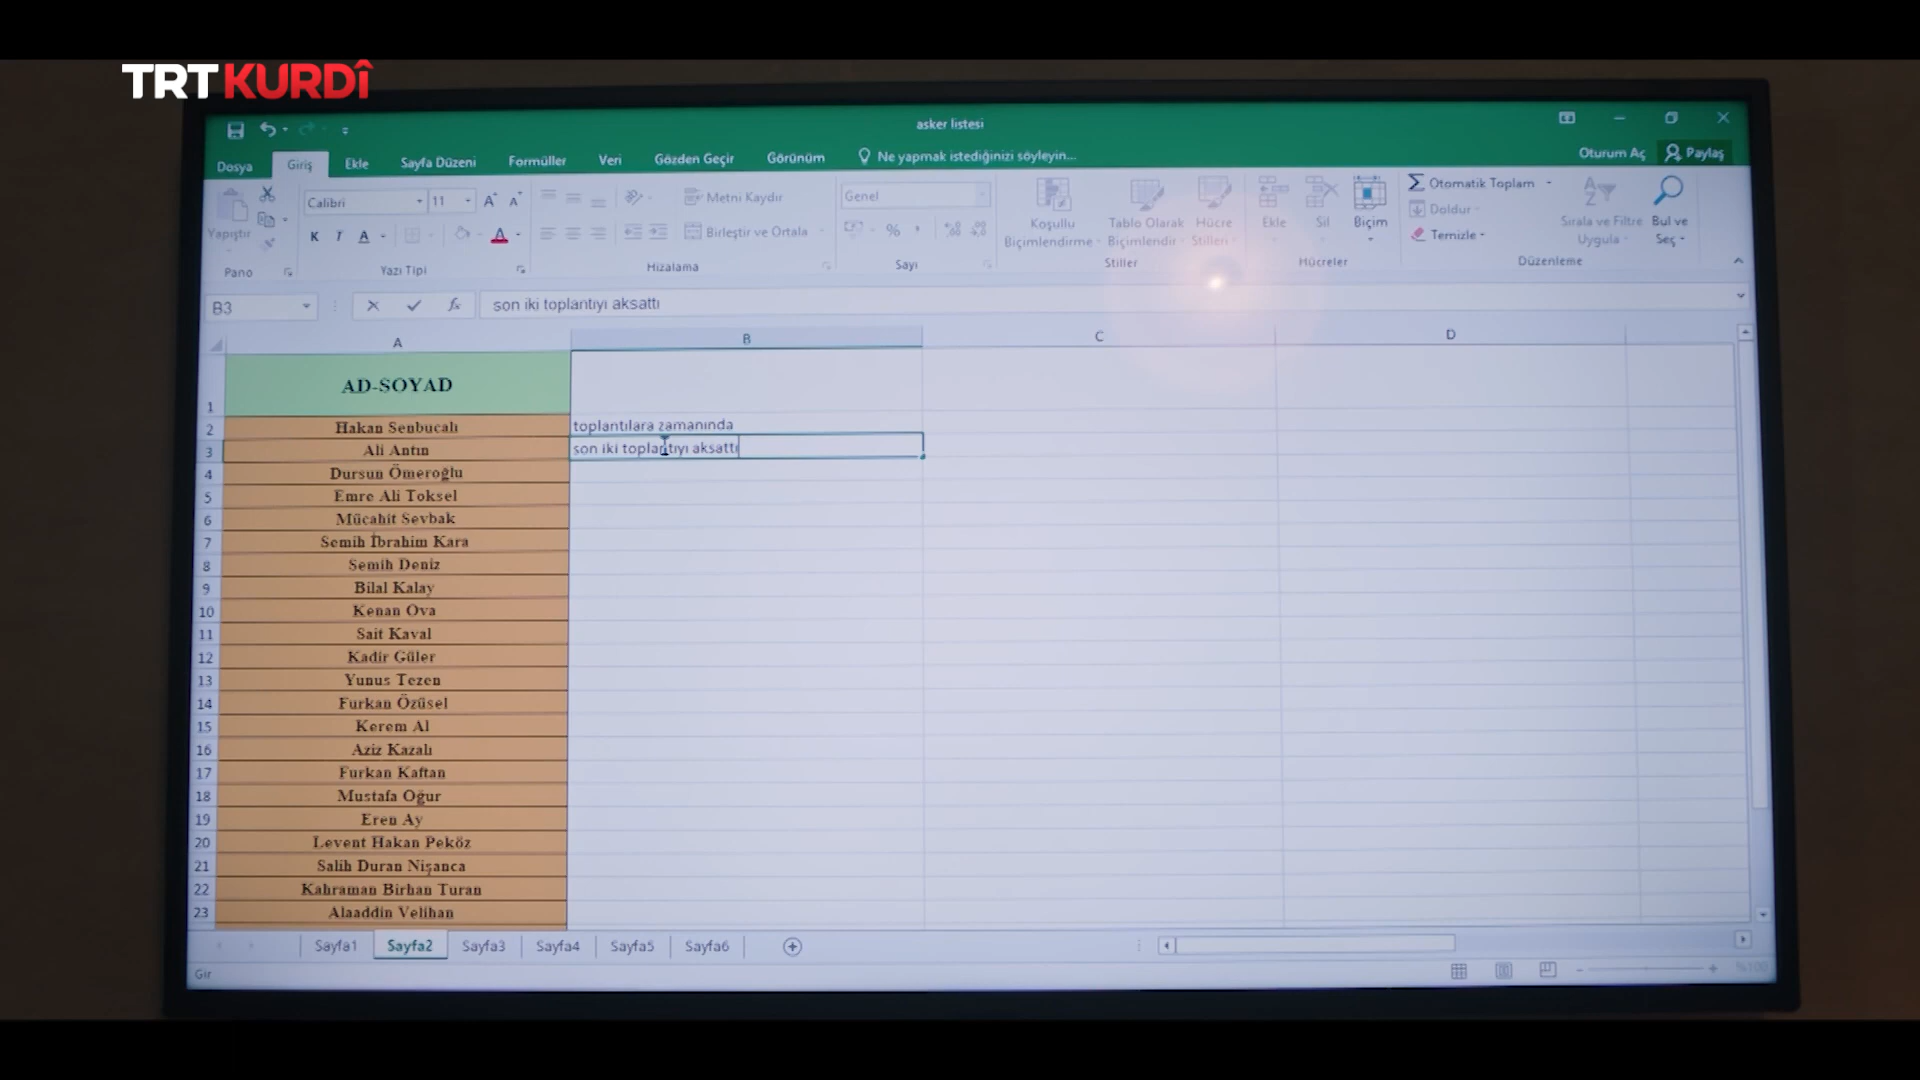 TRT KURDÎ
asker listesi
Dosya Giriş Ekle Sayfa Düzeni Formüller Veri Gözden Geçir Görünüm Ne yapmak istediğinizi söyleyin... Oturum Aç Paylaş
Yapıştır
Pano
Calibri 11
K T A A
Yazı Tipi
Metni Kaydır
Birleştir ve Ortala
Hizalama
Genel
%
Sayı
Koşullu Biçimlendirme
Tablo Olarak Biçimlendir
Hücre Stilleri
Stiller
Ekle Sil Biçim
Hücreler
Otomatik Toplam
Doldur
Temizle
Sırala ve Filtre Uygula
Bul ve Seç
Düzenleme
B3 fx son iki toplantıyı aksattı
A B C D
1 AD-SOYAD
2 Hakan Senbucalı toplantılara zamanında
3 Ali Antın son iki toplantıyı aksattı
4 Dursun Ömeroğlu
5 Emre Ali Toksel
6 Mücahit Sevbak
7 Semih İbrahim Kara
8 Semih Deniz
9 Bilal Kalay
10 Kenan Ova
11 Sait Kaval
12 Kadir Güler
13 Yunus Tezen
14 Furkan Özüsel
15 Kerem Al
16 Aziz Kazalı
17 Furkan Kaftan
18 Mustafa Oğur
19 Eren Ay
20 Levent Hakan Peköz
21 Salih Duran Nişanca
22 Kahraman Birhan Turan
23 Alaaddin Velihan
Sayfa1 Sayfa2 Sayfa3 Sayfa4 Sayfa5 Sayfa6
Gir
%100